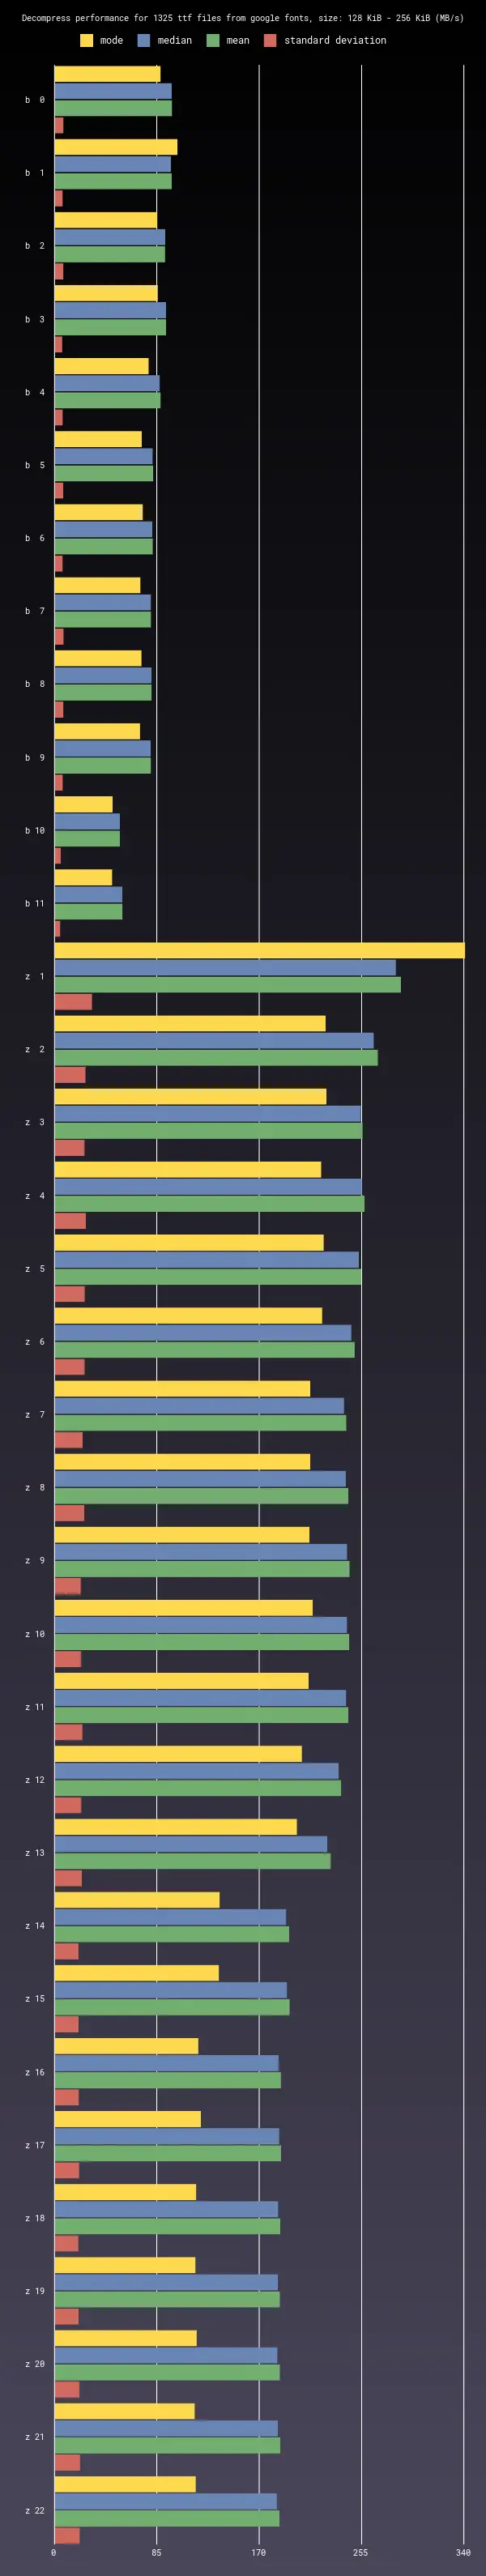 Decompress performance for 1325 ttf files from google fonts, size: 128 KiB - 256 KiB (MB/s)
mode median mean standard deviation
b 0
b 1
b 2
b 3
b 4
b 5
b 6
b 7
b 8
b 9
b 10
b 11
z 1
z 2
z 3
z 4
z 5
z 6
z 7
z 8
z 9
z 10
z 11
z 12
z 13
z 14
z 15
z 16
z 17
z 18
z 19
z 20
z 21
z 22
0 85 170 255 340